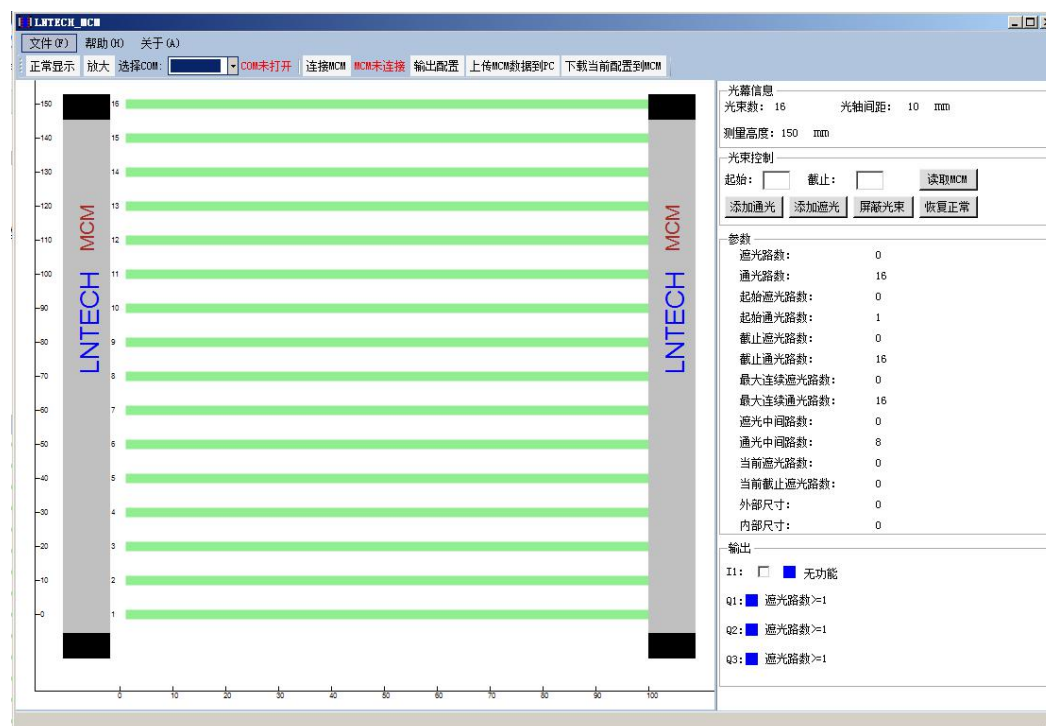 LNTECH_MCM
文件(F) 帮助(H) 关于(A)
正常显示 放大 选择COM: COM未打开 连接MCM MCM未连接 输出配置 上传MCM数据到PC 下载当前配置到MCM
150 16
140 15
130 14
120 13
110 12
100 11
90 10
80 9
70 8
60 7
50 6
40 5
30 4
20 3
10 2
0 1
LNTECH MCM
LNTECH MCM
0 10 20 30 40 50 60 70 80 90 100
光幕信息
光束数: 16 光轴间距: 10 mm
测量高度: 150 mm
光束控制
起始: 截止: 读取MCM
添加通光 添加遮光 屏蔽光束 恢复正常
参数
遮光路数: 0
通光路数: 16
起始遮光路数: 0
起始通光路数: 1
截止遮光路数: 0
截止通光路数: 16
最大连续遮光路数: 0
最大连续通光路数: 16
遮光中间路数: 0
通光中间路数: 8
当前遮光路数: 0
当前截止遮光路数: 0
外部尺寸: 0
内部尺寸: 0
输出
I1: 无功能
Q1: 遮光路数>=1
Q2: 遮光路数>=1
Q3: 遮光路数>=1